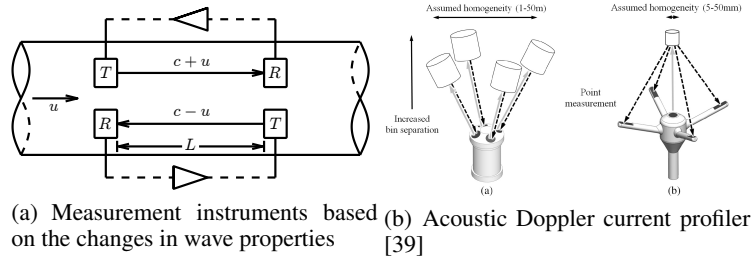 T
c + u
R
u
R
c − u
T
L
(a) Measurement instruments based
on the changes in wave properties
Assumed homogeneity (1-50m)
Increased
bin separation
(a)
Assumed homogeneity (5-50mm)
Point
measurement
(b)
(b) Acoustic Doppler current profiler
[39]